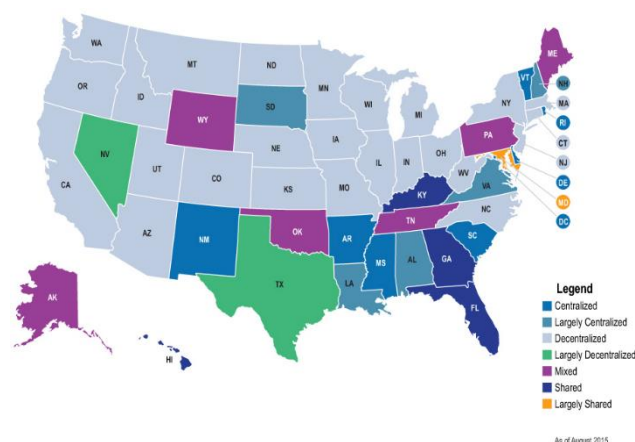 WA
MT
ND
MN
OR
ID
WY
SD
WI
MI
NY
VT
ME
NH
MA
RI
CT
NJ
DE
MD
DC
NV
UT
CO
NE
IA
IL
IN
OH
PA
WV
VA
CA
AZ
NM
KS
MO
KY
NC
TN
OK
AR
SC
TX
LA
MS
AL
GA
FL
AK
HI
Legend
Centralized
Largely Centralized
Decentralized
Largely Decentralized
Mixed
Shared
Largely Shared
As of August 2015